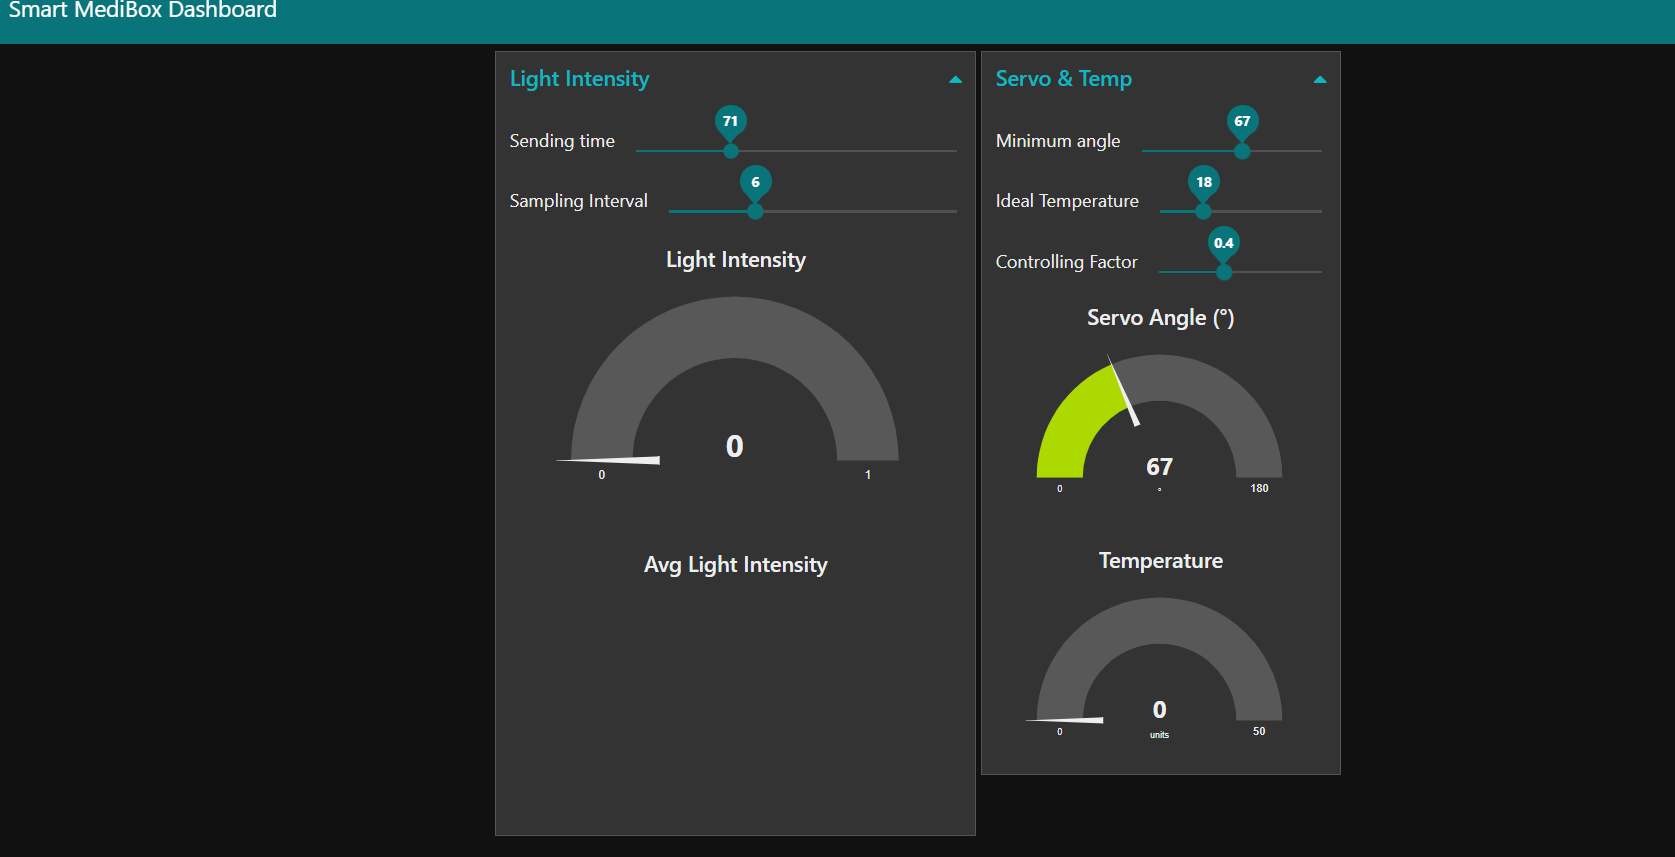 Smart MediBox Dashboard
Light Intensity
Sending time
71
Sampling Interval
6
Light Intensity
0
0
1
Avg Light Intensity
Servo & Temp
Minimum angle
67
Ideal Temperature
18
Controlling Factor
0.4
Servo Angle (°)
67
°
0
180
Temperature
0
units
0
50